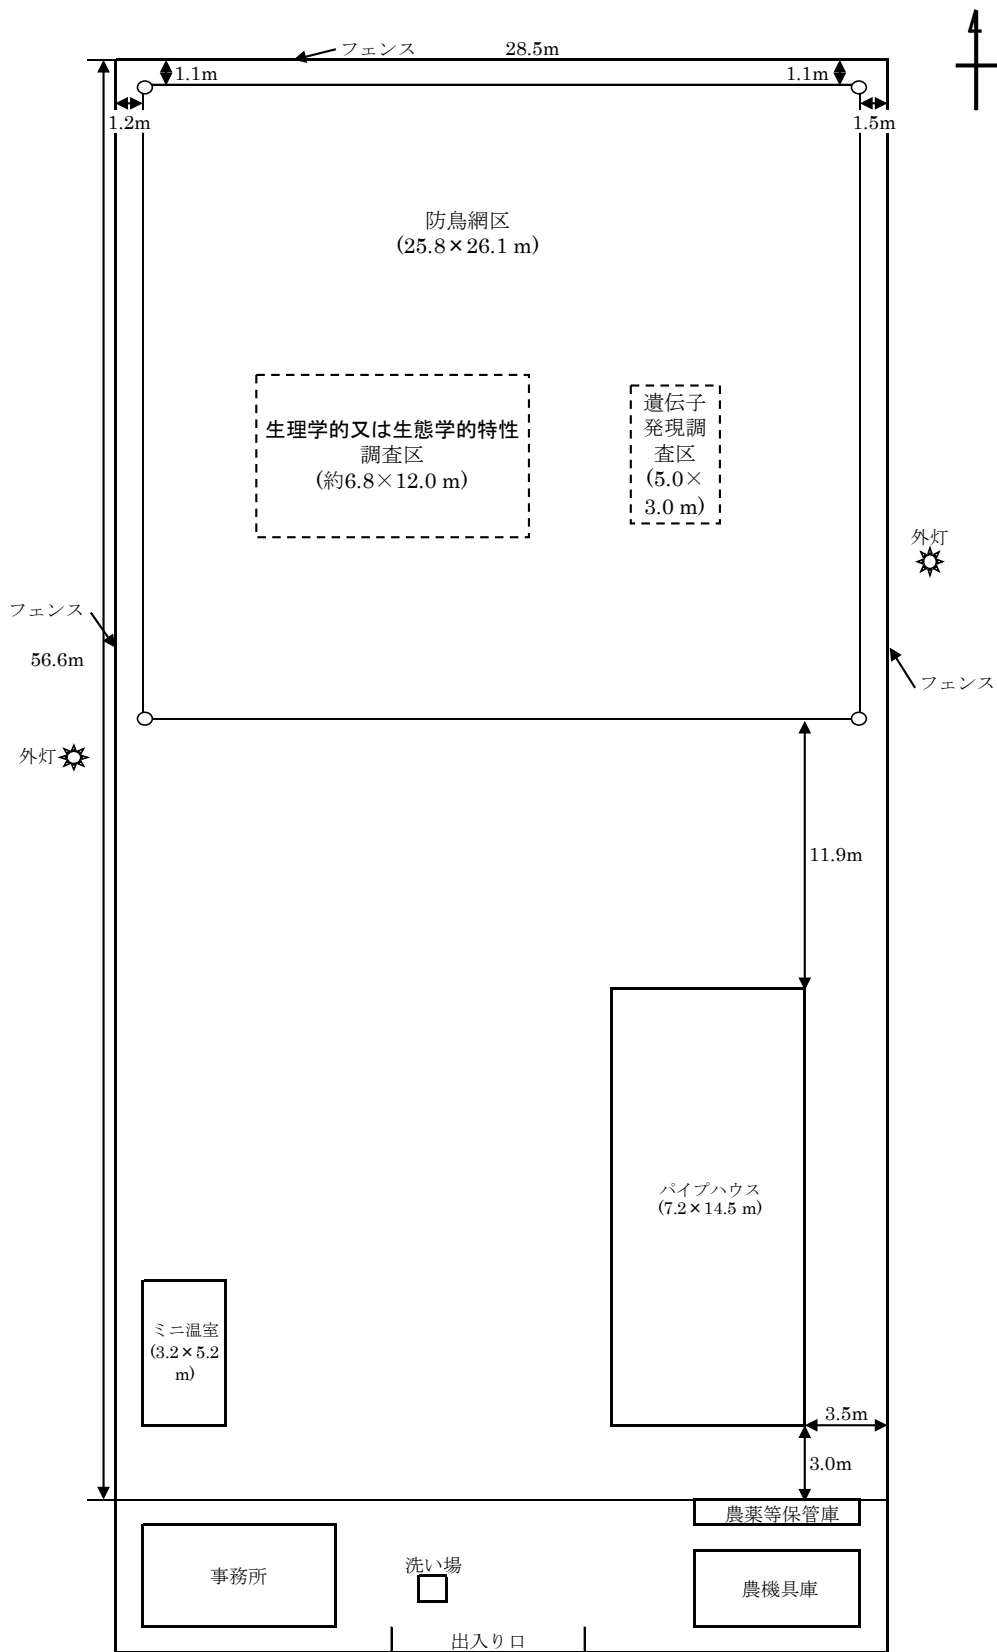 フェンス
28.5m
1.1m
1.1m
1.2m
1.5m
防鳥網区
(25.8×26.1 m)
生理学的又は生態学的特性
調査区
(約6.8×12.0 m)
遺伝子
発現調
査区
(5.0×
3.0 m)
外灯
フェンス
56.6m
フェンス
外灯
11.9m
パイプハウス
(7.2×14.5 m)
ミニ温室
(3.2×5.2
m)
3.5m
3.0m
農薬等保管庫
事務所
洗い場
農機具庫
出入り口